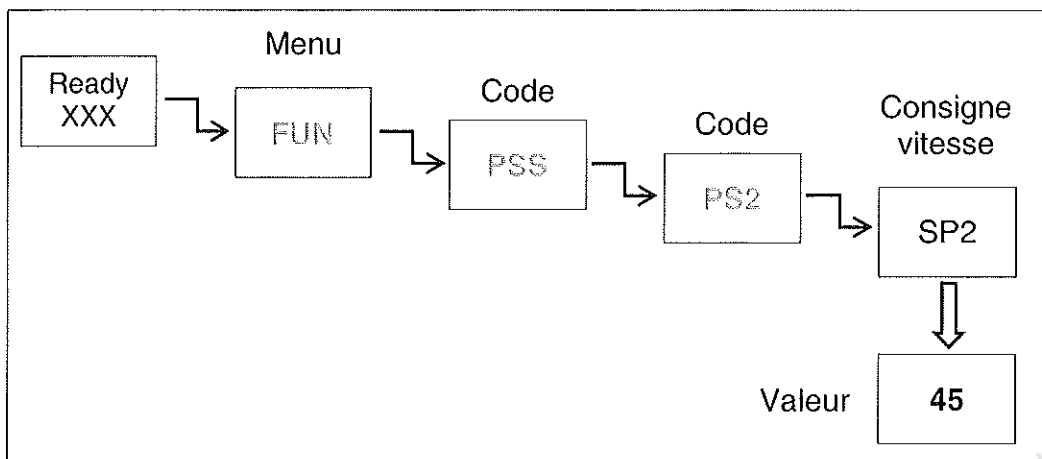 Ready
XXX
Menu
FUN
Code
PSS
Code
PS2
Consigne
vitesse
SP2
Valeur
45